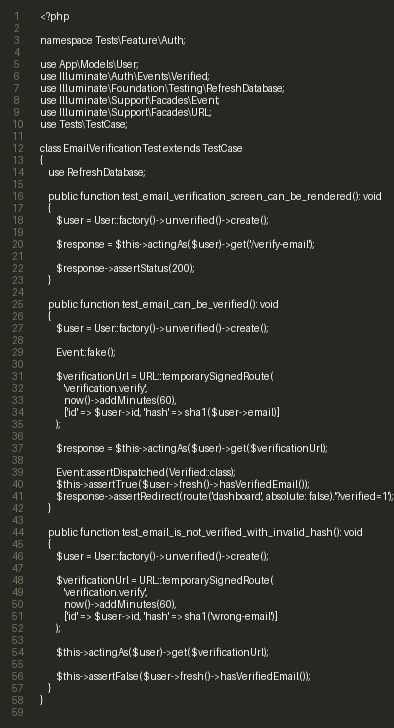 1 <?php
2
3 namespace Tests\Feature\Auth;
4
5 use App\Models\User;
6 use Illuminate\Auth\Events\Verified;
7 use Illuminate\Foundation\Testing\RefreshDatabase;
8 use Illuminate\Support\Facades\Event;
9 use Illuminate\Support\Facades\URL;
10 use Tests\TestCase;
11
12 class EmailVerificationTest extends TestCase
13 {
14 use RefreshDatabase;
15
16 public function test_email_verification_screen_can_be_rendered(): void
17 {
18 $user = User::factory()->unverified()->create();
19
20 $response = $this->actingAs($user)->get('/verify-email');
21
22 $response->assertStatus(200);
23 }
24
25 public function test_email_can_be_verified(): void
26 {
27 $user = User::factory()->unverified()->create();
28
29 Event::fake();
30
31 $verificationUrl = URL::temporarySignedRoute(
32 'verification.verify',
33 now()->addMinutes(60),
34 ['id' => $user->id, 'hash' => sha1($user->email)]
35 );
36
37 $response = $this->actingAs($user)->get($verificationUrl);
38
39 Event::assertDispatched(Verified::class);
40 $this->assertTrue($user->fresh()->hasVerifiedEmail());
41 $response->assertRedirect(route('dashboard', absolute: false).'?verified=1');
42 }
43
44 public function test_email_is_not_verified_with_invalid_hash(): void
45 {
46 $user = User::factory()->unverified()->create();
47
48 $verificationUrl = URL::temporarySignedRoute(
49 'verification.verify',
50 now()->addMinutes(60),
51 ['id' => $user->id, 'hash' => sha1('wrong-email')]
52 );
53
54 $this->actingAs($user)->get($verificationUrl);
55
56 $this->assertFalse($user->fresh()->hasVerifiedEmail());
57 }
58 }
59